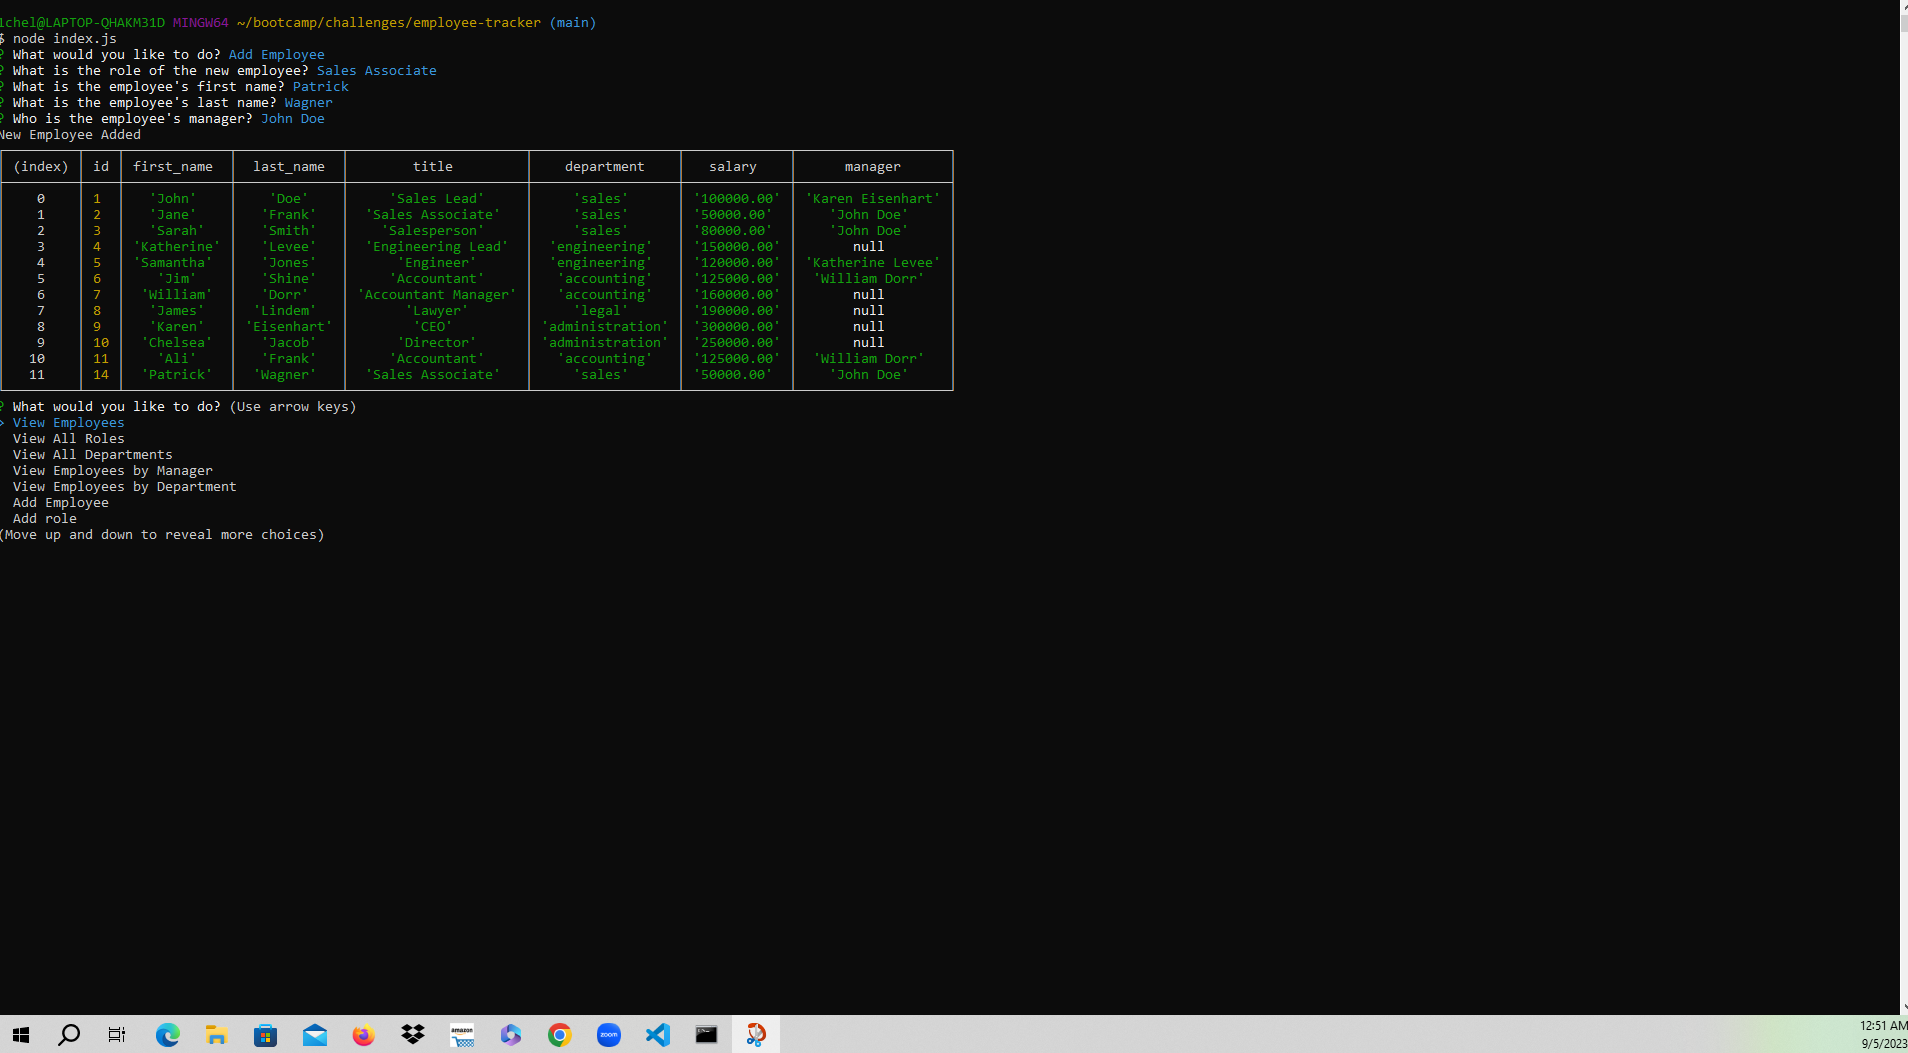 lchel@LAPTOP-QHAKM31D MINGW64 ~/bootcamp/challenges/employee-tracker (main)
$ node index.js
? What would you like to do? Add Employee
? What is the role of the new employee? Sales Associate
? What is the employee's first name? Patrick
? What is the employee's last name? Wagner
? Who is the employee's manager? John Doe
New Employee Added
(index) id first_name last_name title department salary manager
0 1 'John' 'Doe' 'Sales Lead' 'sales' '100000.00' 'Karen Eisenhart'
1 2 'Jane' 'Frank' 'Sales Associate' 'sales' '50000.00' 'John Doe'
2 3 'Sarah' 'Smith' 'Salesperson' 'sales' '80000.00' 'John Doe'
3 4 'Katherine' 'Levee' 'Engineering Lead' 'engineering' '150000.00' null
4 5 'Samantha' 'Jones' 'Engineer' 'engineering' '120000.00' 'Katherine Levee'
5 6 'Jim' 'Shine' 'Accountant' 'accounting' '125000.00' 'William Dorr'
6 7 'William' 'Dorr' 'Accountant Manager' 'accounting' '160000.00' null
7 8 'James' 'Lindem' 'Lawyer' 'legal' '190000.00' null
8 9 'Karen' 'Eisenhart' 'CEO' 'administration' '300000.00' null
9 10 'Chelsea' 'Jacob' 'Director' 'administration' '250000.00' null
10 11 'Ali' 'Frank' 'Accountant' 'accounting' '125000.00' 'William Dorr'
11 14 'Patrick' 'Wagner' 'Sales Associate' 'sales' '50000.00' 'John Doe'
? What would you like to do? (Use arrow keys)
> View Employees
View All Roles
View All Departments
View Employees by Manager
View Employees by Department
Add Employee
Add role
(Move up and down to reveal more choices)
amazon
zoom
12:51 AM
9/5/2023